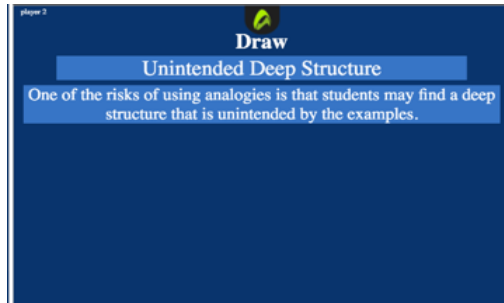 player 2
Draw
Unintended Deep Structure
One of the risks of using analogies is that students may find a deep
structure that is unintended by the examples.